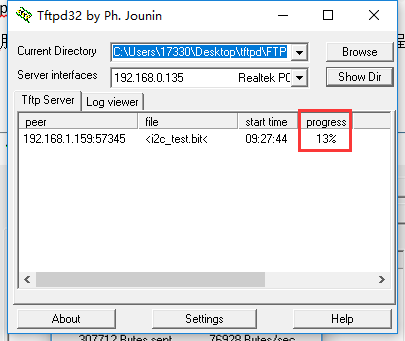 Tftpd32 by Ph. Jounin
Current Directory C:\Users\17330\Desktop\tftpd\FTP Browse
Server interfaces 192.168.0.135 Realtek PC Show Dir
Tftp Server Log viewer
peer file start time progress
192.168.1.159:57345 <i2c_test.bit< 09:27:44 13%
About Settings Help
307712 Bytes sent 76928 Bytes/sec